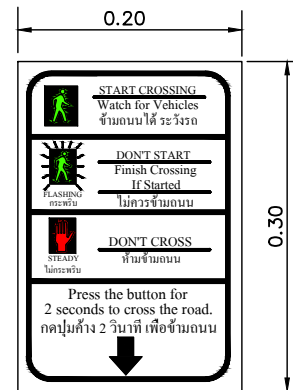 0.20
START CROSSING
Watch for Vehicles
ข้ามถนนได้ ระวังรถ
DON'T START
Finish Crossing
If Started
ไม่ควรข้ามถนน
FLASHING
กระพริบ
DON'T CROSS
ห้ามข้ามถนน
STEADY
ไม่กระพริบ
Press the button for
2 seconds to cross the road.
กดปุ่มค้าง 2 วินาที เพื่อข้ามถนน
0.30